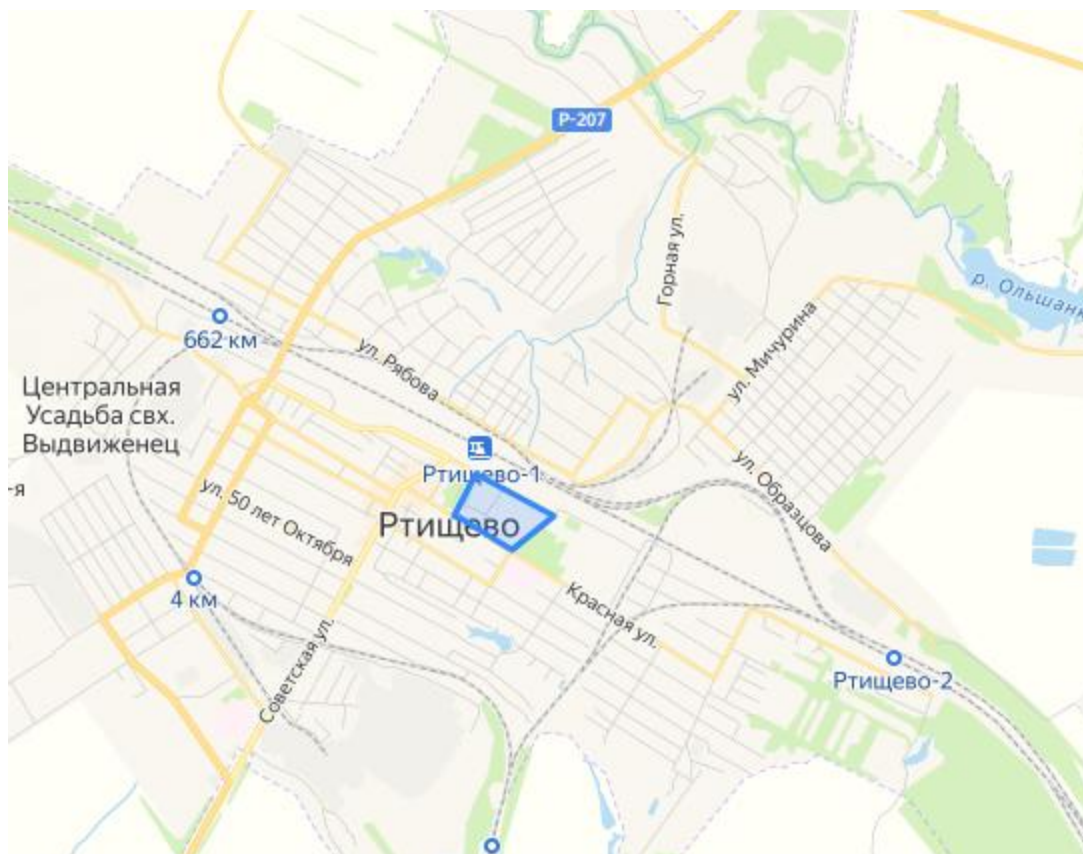 Р-207
Горная ул.
р. Ольшанк
662 км
ул. Рябова
ул. Мичурина
Центральная
Усадьба свх.
Выдвиженец
Ртищево-1
-я
ул. 50 лет Октября
Ртищево
ул. Образцова
4 км
Красная ул.
Советская ул.
Ртищево-2